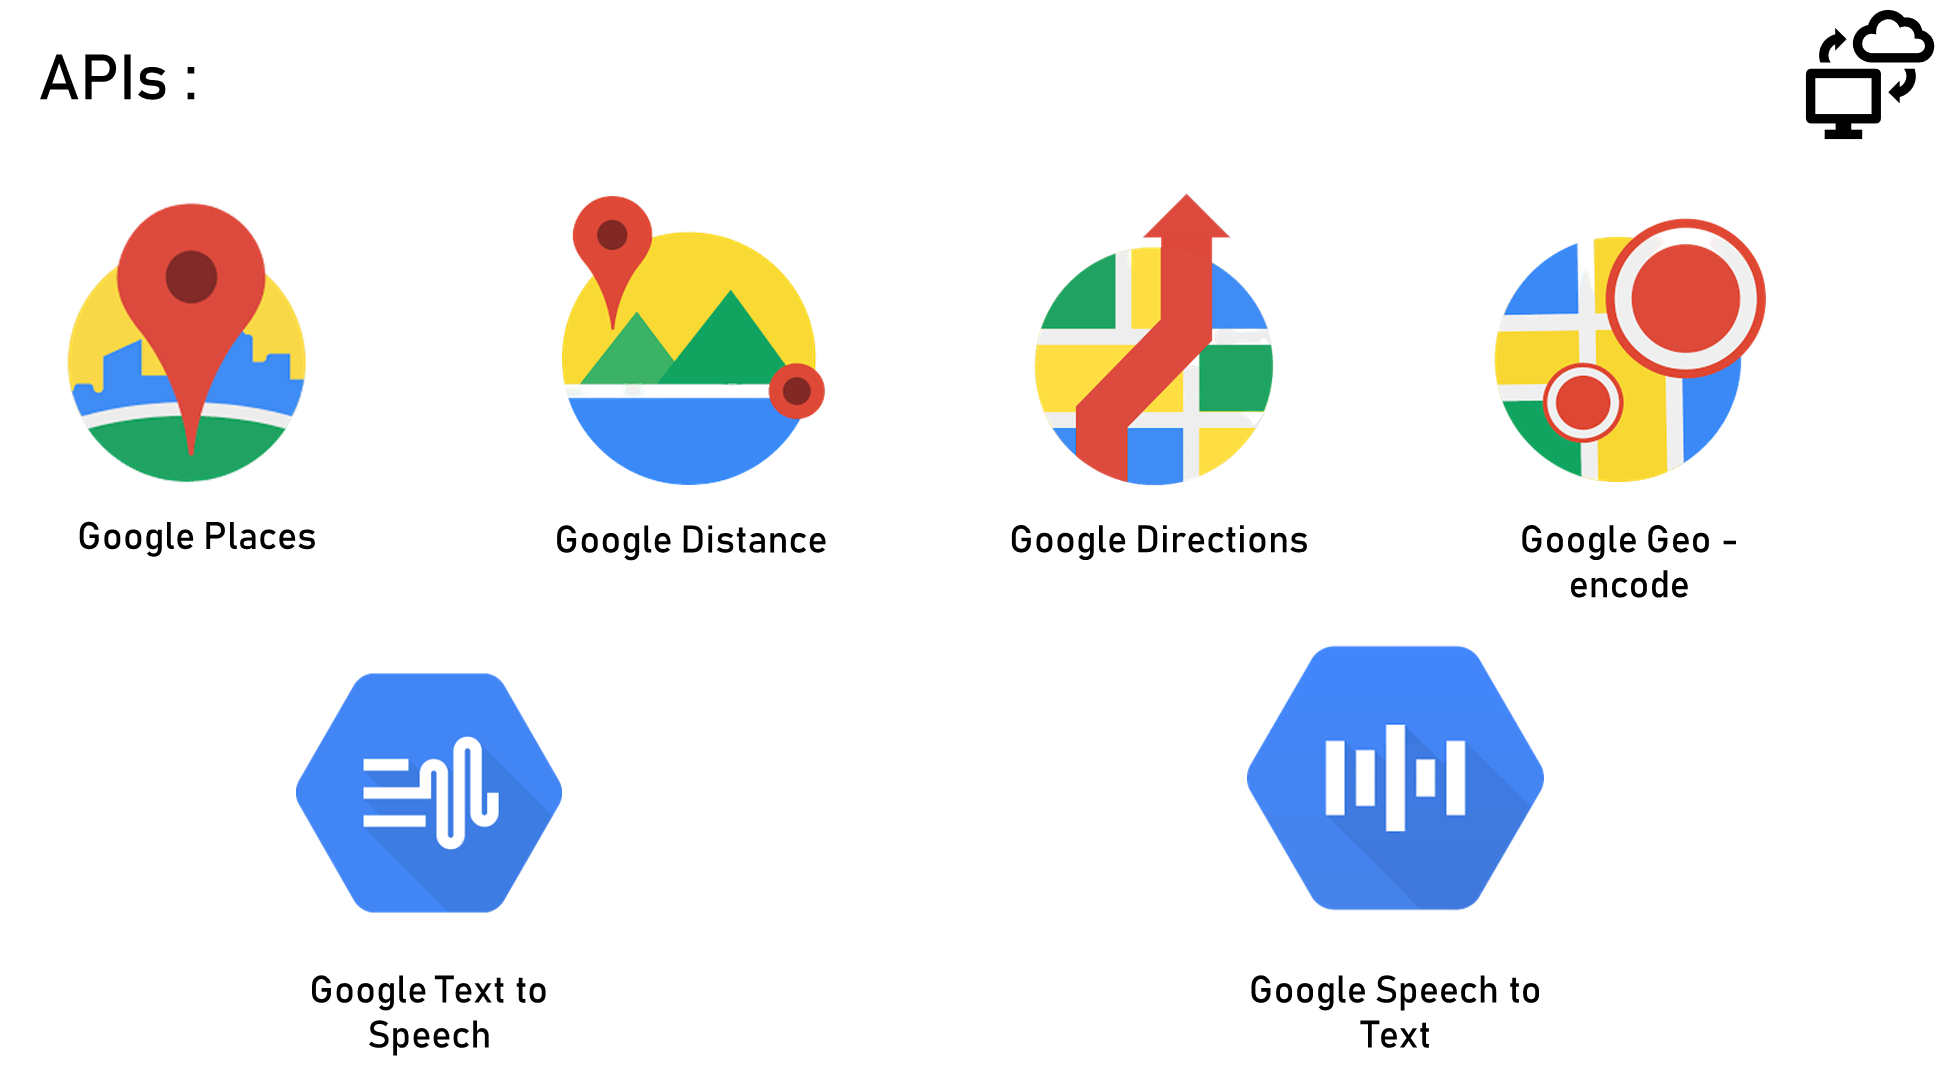 APIs :
Google Places
Google Distance
Google Directions
Google Geo -
encode
Google Text to
Speech
Google Speech to
Text